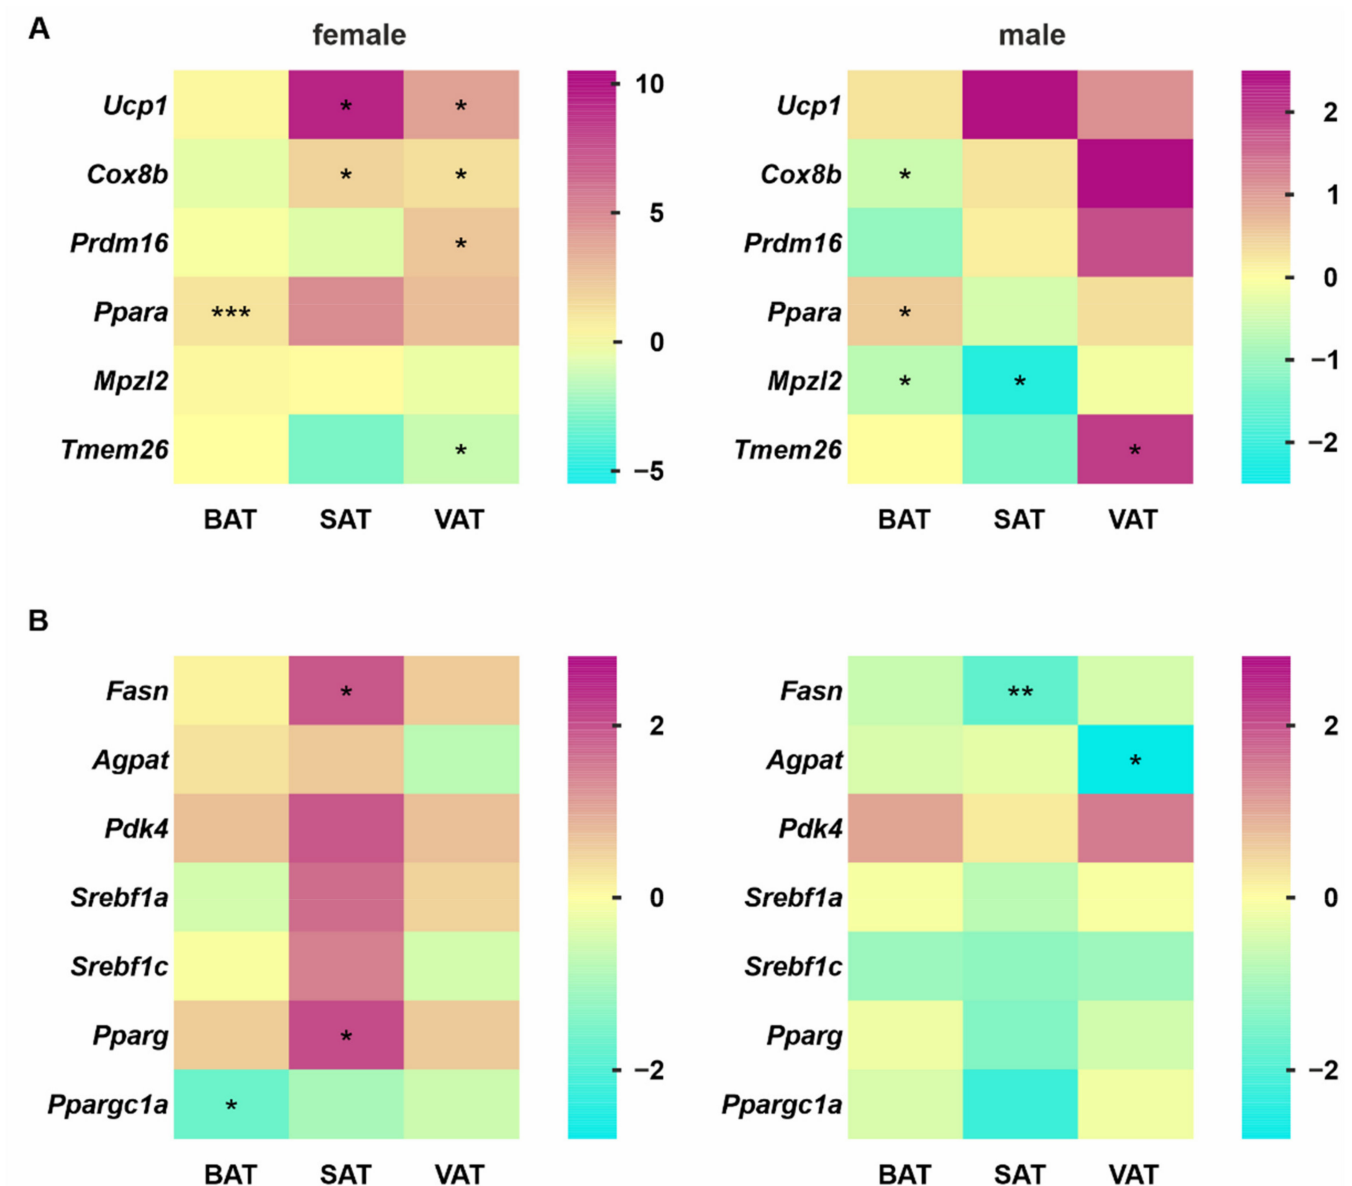 A
female male
Ucp1 * * 10 Ucp1 2
Cox8b * * Cox8b * 1
Prdm16 * 5 Prdm16 0
Ppara *** Ppara *
Mpzl2 0 Mpzl2 * * −1
Tmem26 * −5 Tmem26 * −2
BAT SAT VAT BAT SAT VAT
B
Fasn * 2 Fasn ** 2
Agpat Agpat *
Pdk4 Pdk4
Srebf1a 0 Srebf1a 0
Srebf1c Srebf1c
Pparg * −2 Pparg −2
Ppargc1a * Ppargc1a
BAT SAT VAT BAT SAT VAT